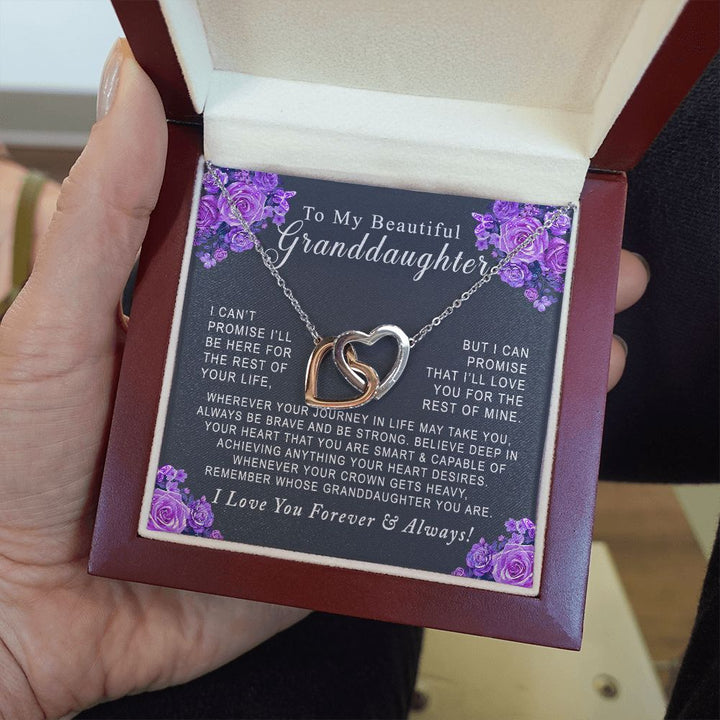 To My Beautiful
Granddaughter
I CAN'T
PROMISE I'LL
BE HERE FOR
THE REST OF
YOUR LIFE,
BUT I CAN
PROMISE
THAT I'LL LOVE
YOU FOR THE
REST OF MINE.
WHEREVER YOUR JOURNEY IN LIFE MAY TAKE YOU,
ALWAYS BE BRAVE AND BE STRONG. BELIEVE DEEP IN
YOUR HEART THAT YOU ARE SMART & CAPABLE OF
ACHIEVING ANYTHING YOUR HEART DESIRES.
WHENEVER YOUR CROWN GETS HEAVY,
REMEMBER WHOSE GRANDDAUGHTER YOU ARE.
I Love You Forever & Always!